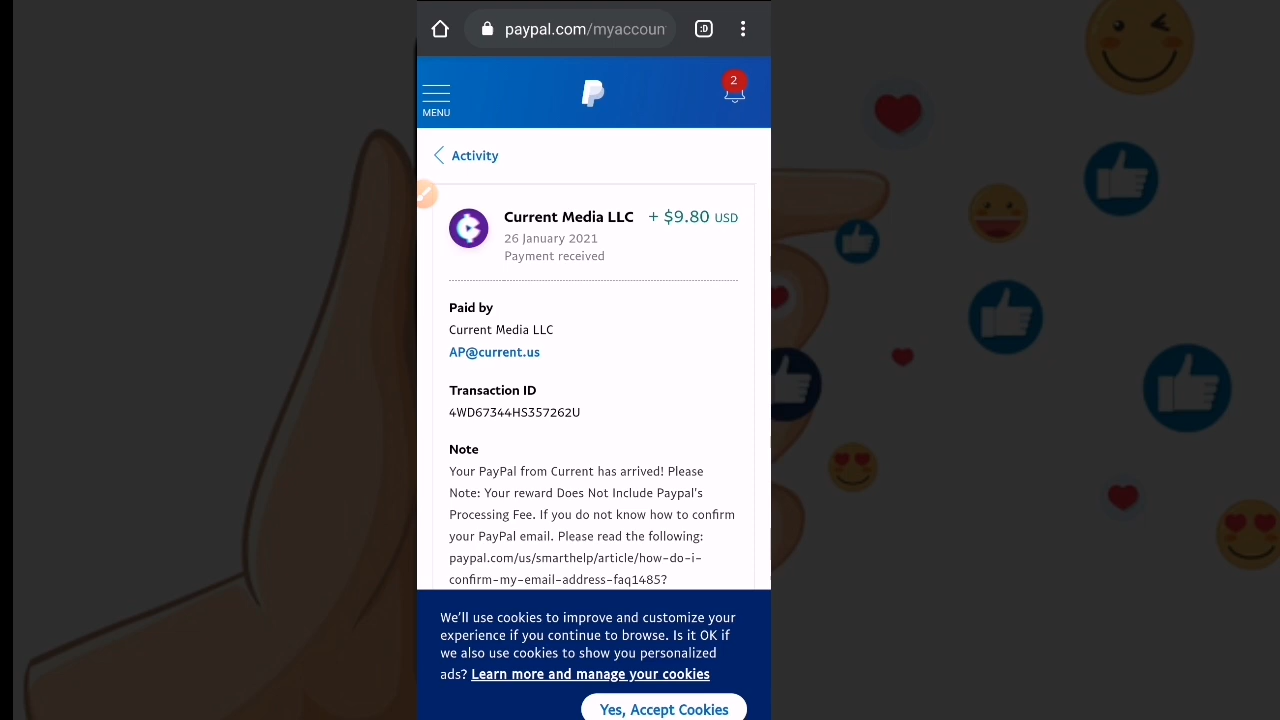 paypal.com/myaccoun
:D
2
MENU
Activity
Current Media LLC + $9.80 USD
26 January 2021
Payment received
Paid by
Current Media LLC
AP@current.us
Transaction ID
4WD67344HS357262U
Note
Your PayPal from Current has arrived! Please
Note: Your reward Does Not Include Paypal's
Processing Fee. If you do not know how to confirm
your PayPal email. Please read the following:
paypal.com/us/smarthelp/article/how-do-i-
confirm-my-email-address-faq1485?
We'll use cookies to improve and customize your
experience if you continue to browse. Is it OK if
we also use cookies to show you personalized
ads? Learn more and manage your cookies
Yes, Accept Cookies